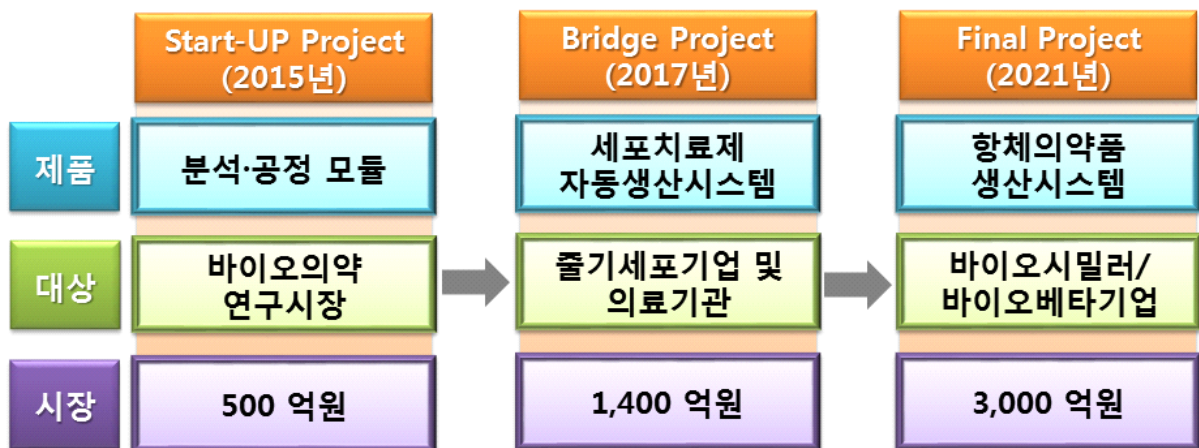 Start-UP Project
(2015년)
Bridge Project
(2017년)
Final Project
(2021년)
제품
분석·공정 모듈
세포치료제
자동생산시스템
항체의약품
생산시스템
대상
바이오의약
연구시장
줄기세포기업 및
의료기관
바이오시밀러/
바이오베타기업
시장
500 억원
1,400 억원
3,000 억원